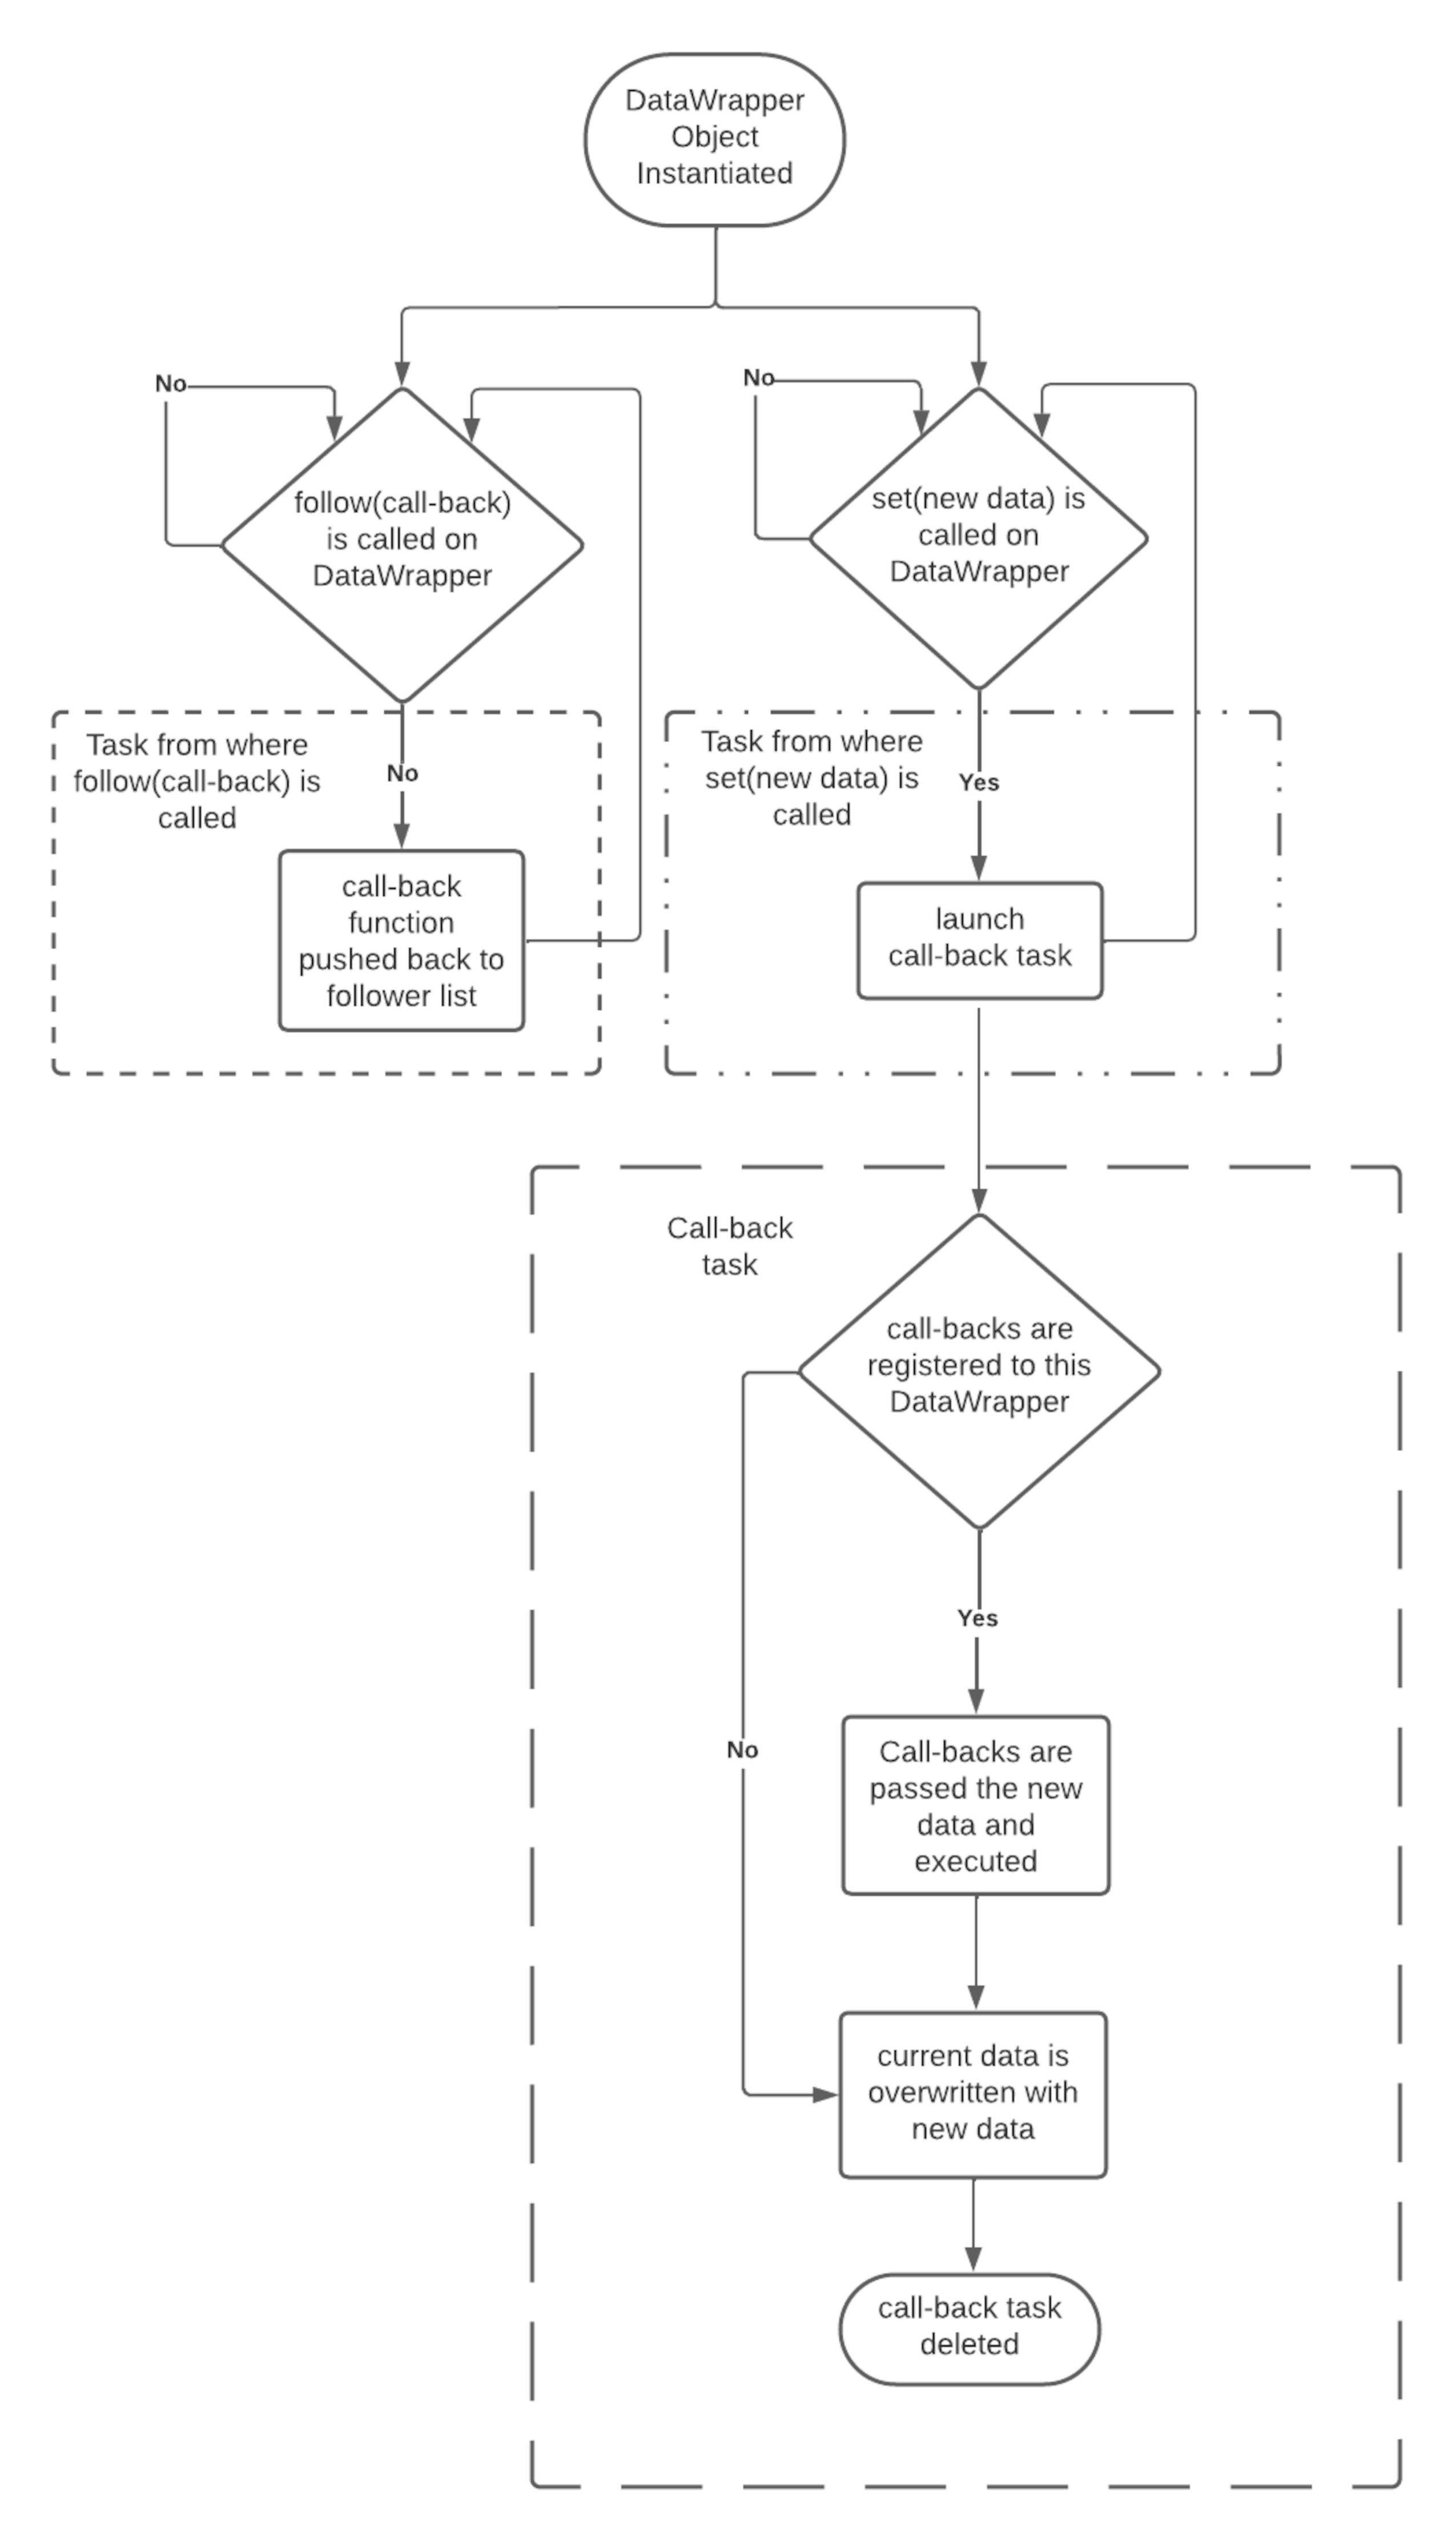 DataWrapper
Object
Instantiated
No
No
follow(call-back)
is called on
DataWrapper
set(new data) is
called on
DataWrapper
Task from where
follow(call-back) is
called
No
call-back
function
pushed back to
follower list
Task from where
set(new data) is
called
Yes
launch
call-back task
Call-back
task
call-backs are
registered to this
DataWrapper
Yes
No
Call-backs are
passed the new
data and
executed
current data is
overwritten with
new data
call-back task
deleted